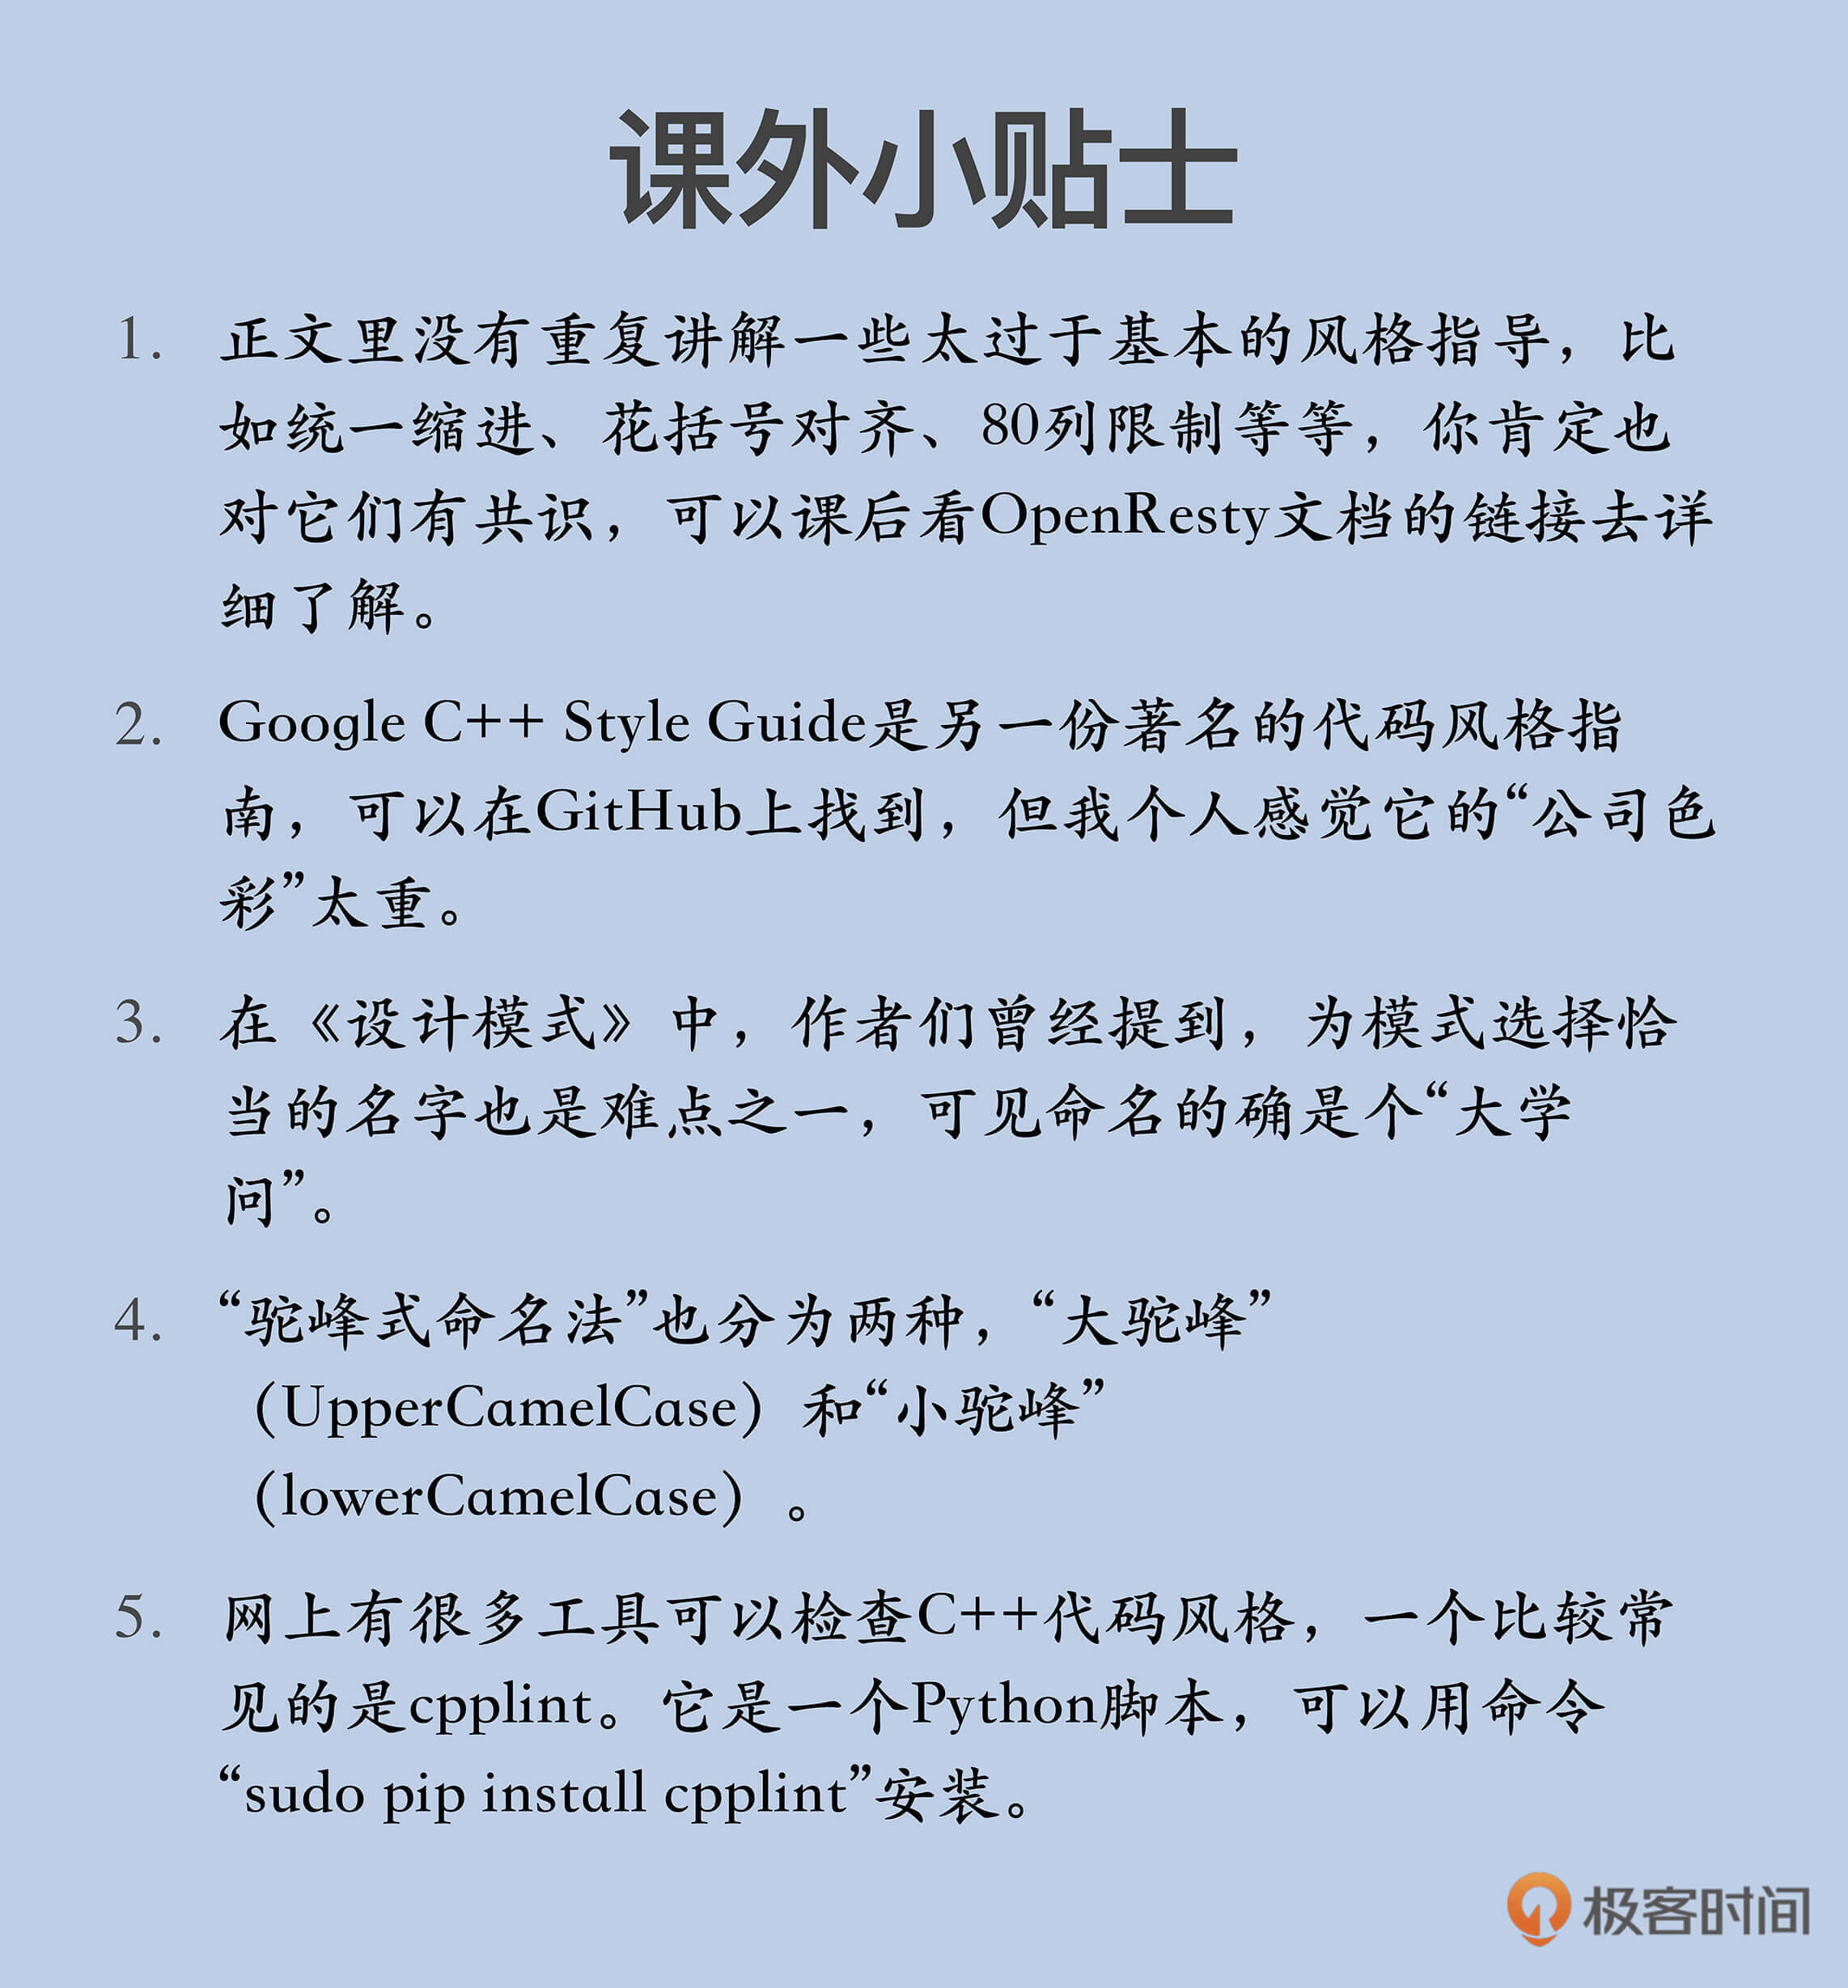 课外小贴士
1. 正文里没有重复讲解一些太过于基本的风格指导，比
如统一缩进、花括号对齐、80列限制等等，你肯定也
对它们有共识，可以课后看OpenResty文档的链接去详
细了解。
2. Google C++ Style Guide是另一份著名的代码风格指
南，可以在GitHub上找到，但我个人感觉它的“公司色
彩”太重。
3. 在《设计模式》中，作者们曾经提到，为模式选择恰
当的名字也是难点之一，可见命名的确是个“大学
问”。
4. “驼峰式命名法”也分为两种，“大驼峰”
（UpperCamelCase）和“小驼峰”
（lowerCamelCase）。
5. 网上有很多工具可以检查C++代码风格，一个比较常
见的是cpplint。它是一个Python脚本，可以用命令
“sudo pip install cpplint”安装。
极客时间